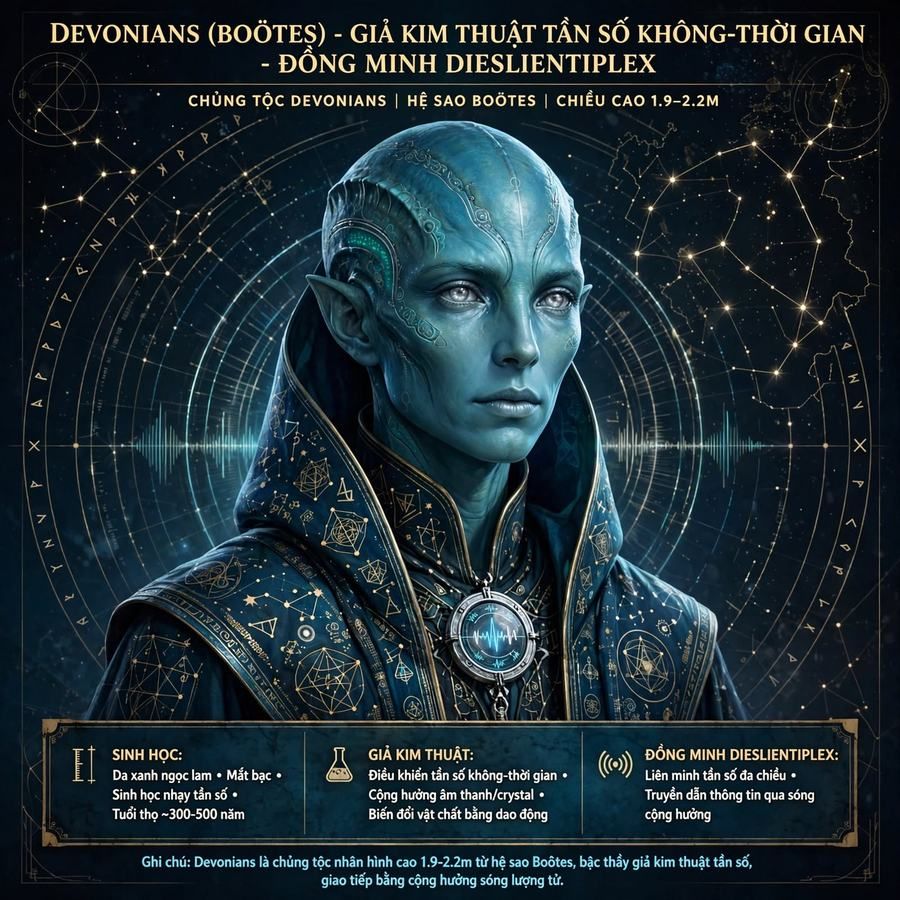 DEVONIANS (BOÖTES) - GIẢ KIM THUẬT TẦN SỐ KHÔNG-THỜI GIAN
- ĐỒNG MINH DIESLIENTIPLEX
CHỦNG TỘC DEVONIANS | HỆ SAO BOÖTES | CHIỀU CAO 1.9–2.2M
SINH HỌC:
Da xanh ngọc lam • Mắt bạc •
Sinh học nhạy tần số •
Tuổi thọ ~300-500 năm
GIẢ KIM THUẬT:
Điều khiển tần số không-thời gian •
Cộng hưởng âm thanh/crystal •
Biến đổi vật chất bằng dao động
ĐỒNG MINH DIESLIENTIPLEX:
Liên minh tần số đa chiều •
Truyền dẫn thông tin qua sóng
cộng hưởng
Ghi chú: Devonians là chủng tộc nhân hình cao 1.9-2.2m từ hệ sao Boötes, bậc thầy giả kim thuật tần số,
giao tiếp bằng cộng hưởng sóng lượng tử.